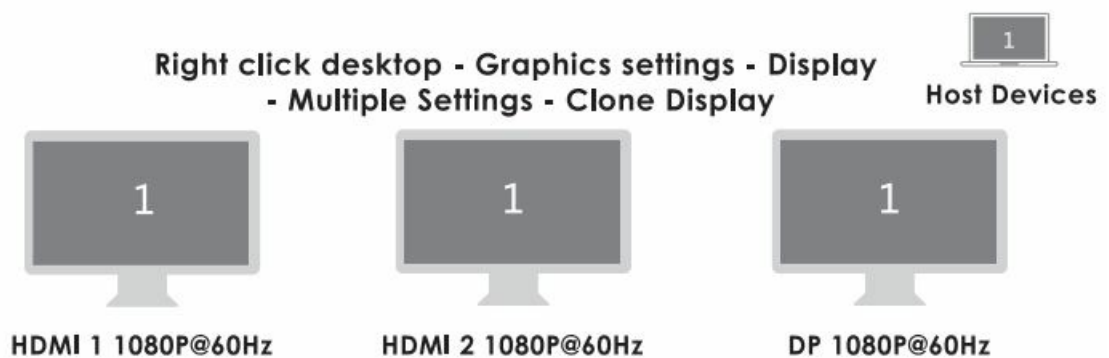 1
Right click desktop - Graphics settings - Display
- Multiple Settings - Clone Display
Host Devices
1
1
1
HDMI 1 1080P@60Hz
HDMI 2 1080P@60Hz
DP 1080P@60Hz